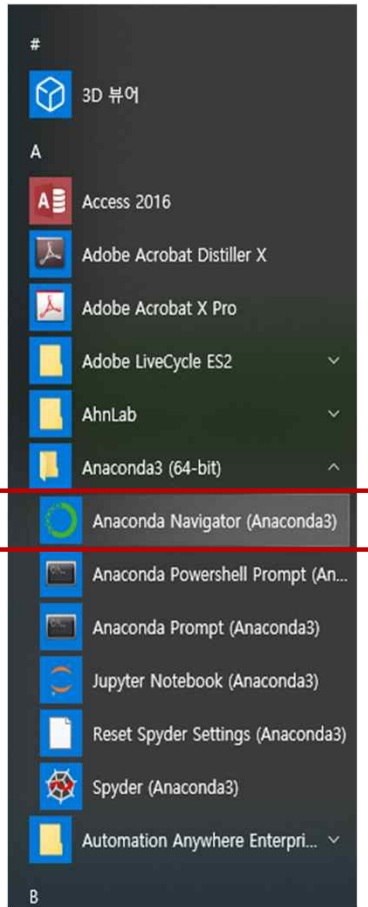 #
3D 뷰어
A
Access 2016
Adobe Acrobat Distiller X
Adobe Acrobat X Pro
Adobe LiveCycle ES2
AhnLab
Anaconda3 (64-bit)
Anaconda Navigator (Anaconda3)
Anaconda Powershell Prompt (An...
Anaconda Prompt (Anaconda3)
Jupyter Notebook (Anaconda3)
Reset Spyder Settings (Anaconda3)
Spyder (Anaconda3)
Automation Anywhere Enterpri...
B